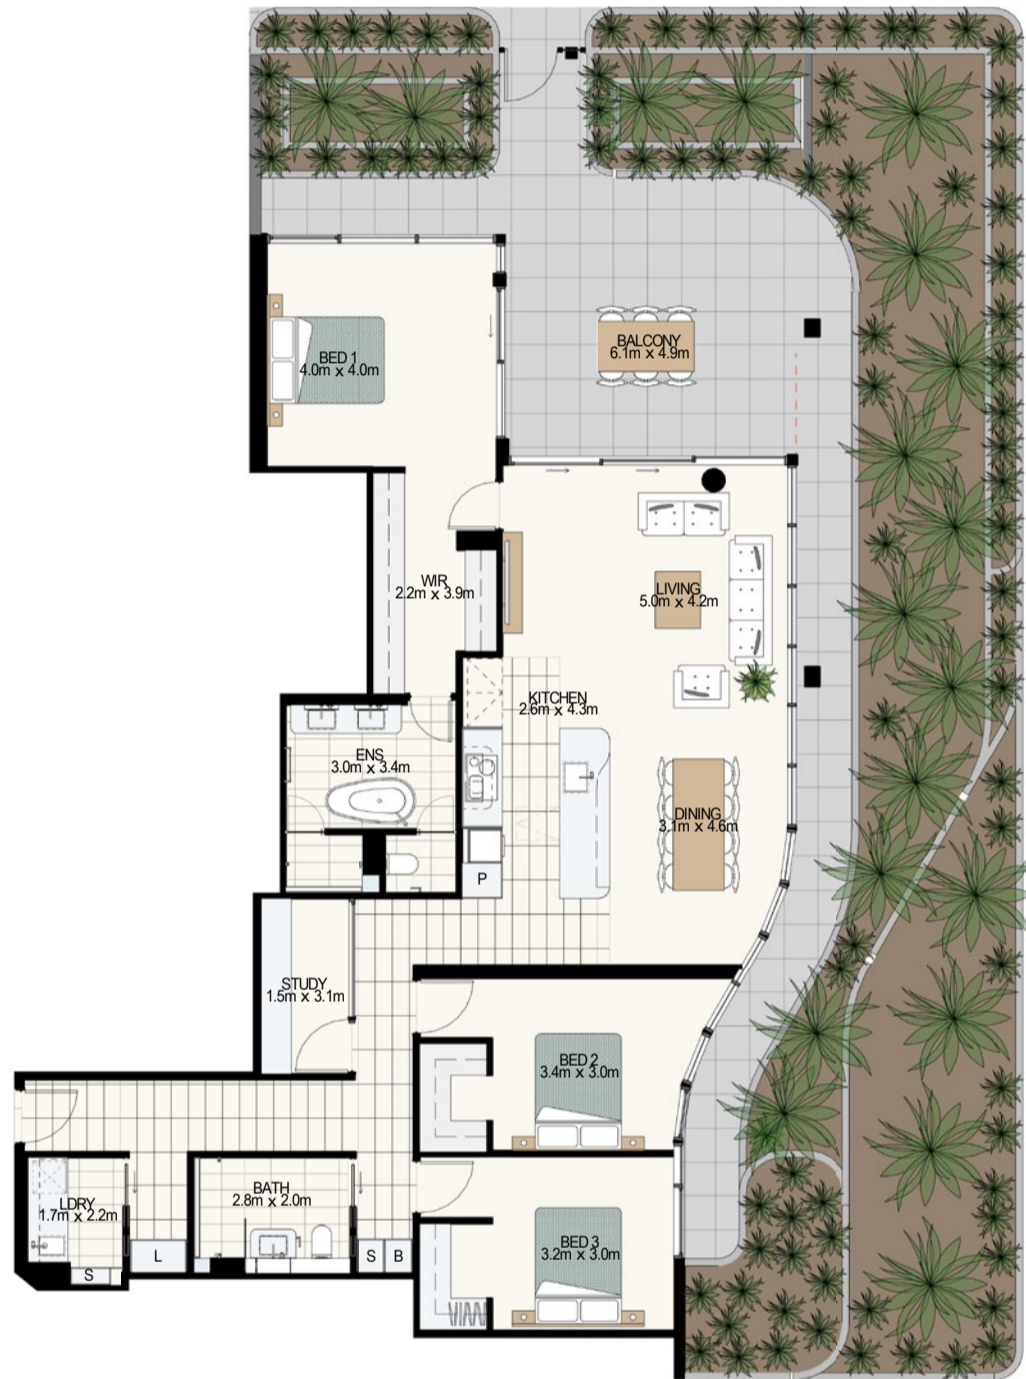 BALCONY
6.1m x 4.9m
BED 1
4.0m x 4.0m
WIR
2.2m x 3.9m
LIVING
5.0m x 4.2m
KITCHEN
2.6m x 4.3m
ENS
3.0m x 3.4m
DINING
3.1m x 4.6m
P
STUDY
1.5m x 3.1m
BED 2
3.4m x 3.0m
LDRY
1.7m x 2.2m
BATH
2.8m x 2.0m
BED 3
3.2m x 3.0m
L
S
B
S